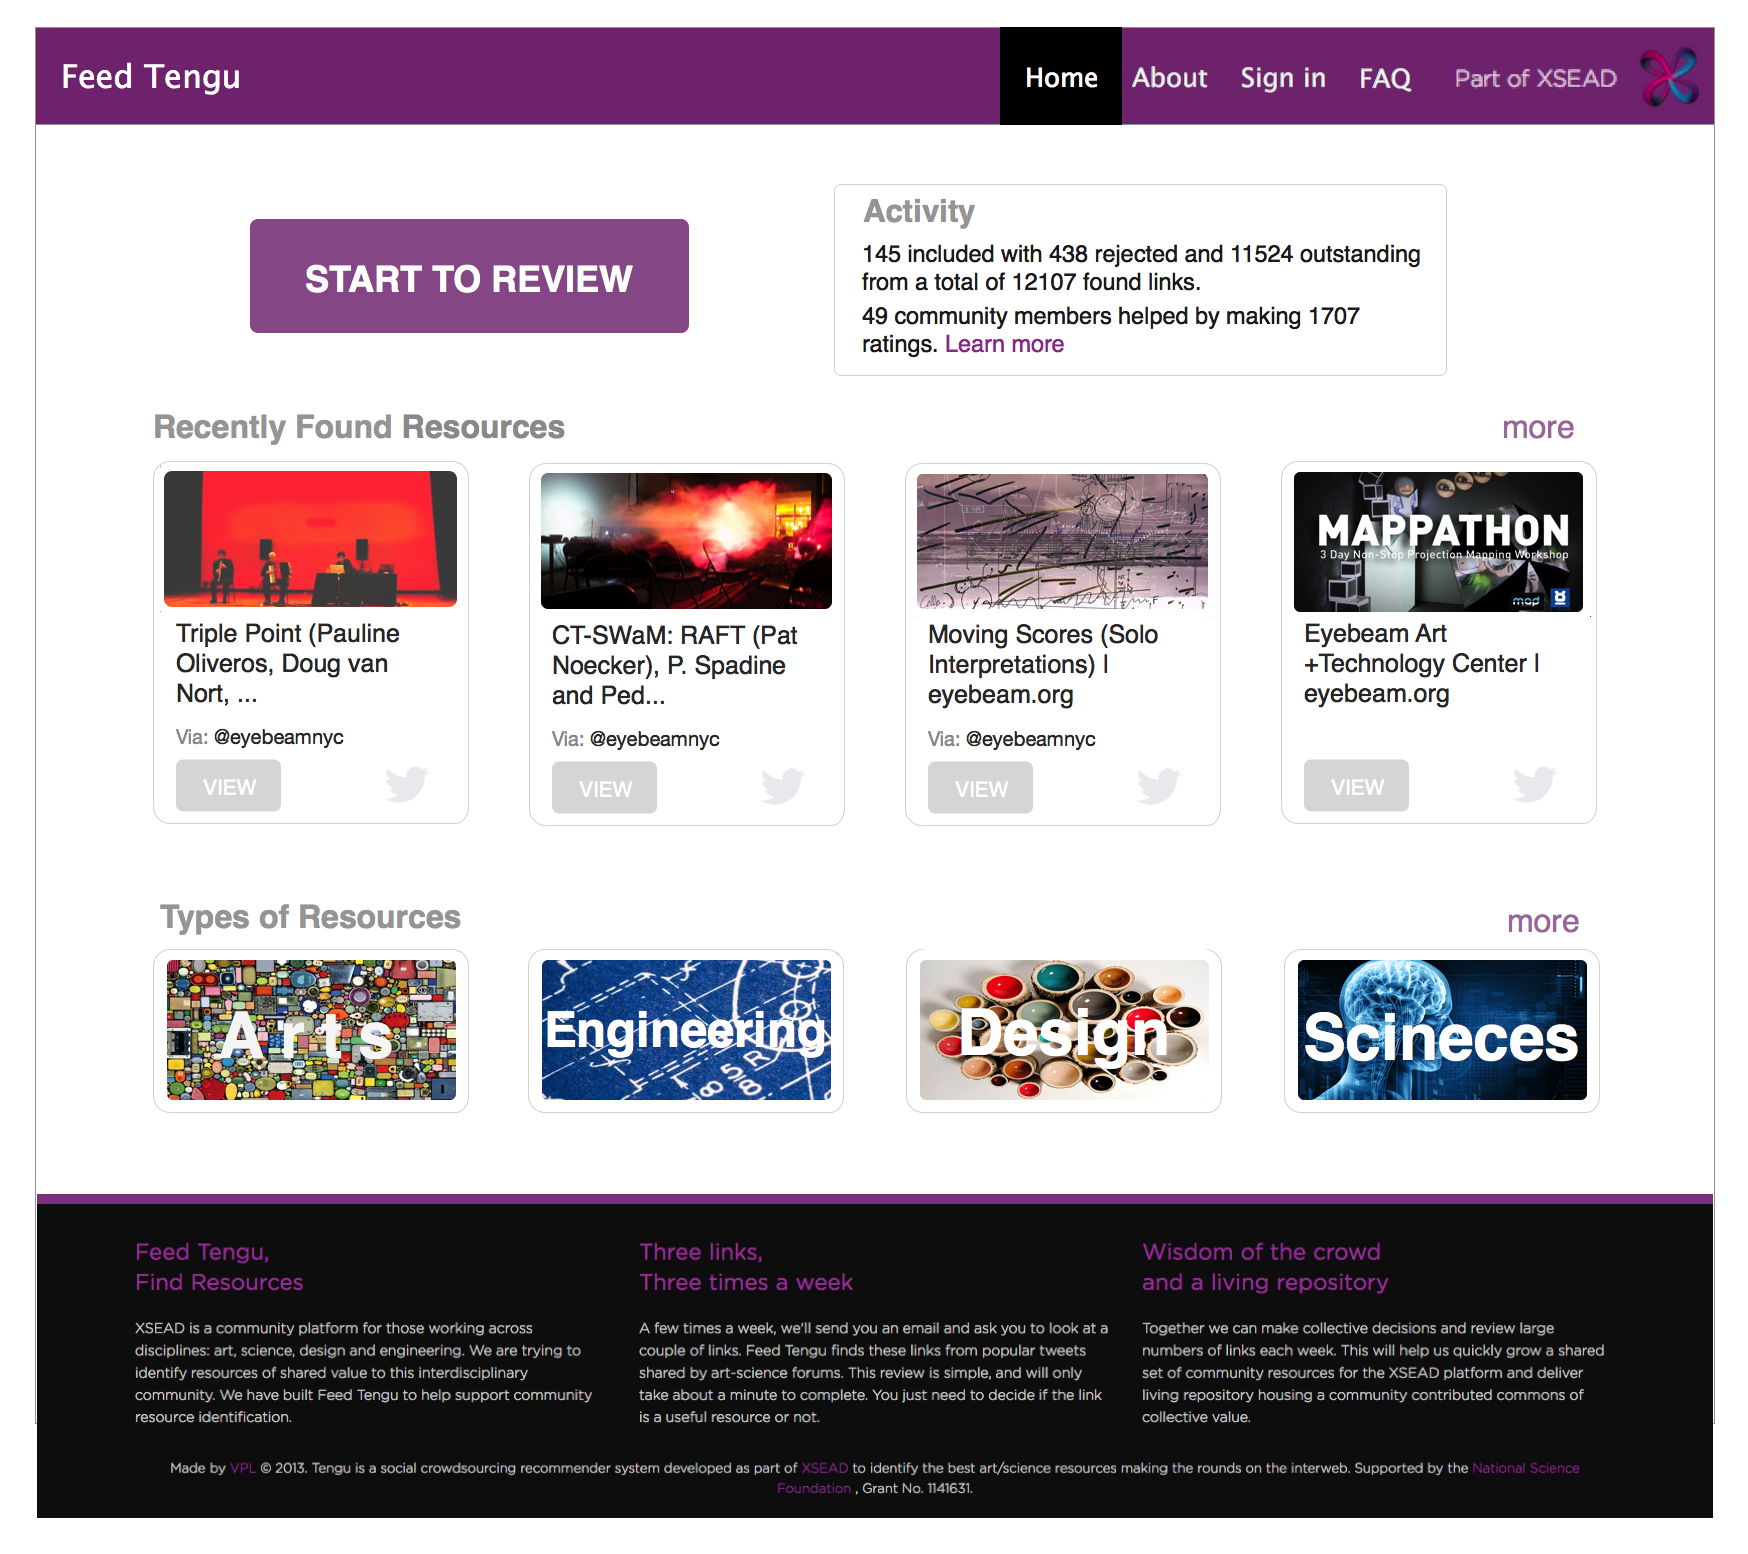 Feed Tengu
Home
About
Sign in
FAQ
Part of XSEAD
START TO REVIEW
Activity
145 included with 438 rejected and 11524 outstanding
from a total of 12107 found links.
49 community members helped by making 1707
ratings. Learn more
Recently Found Resources
more
MAPPATHON
3 Day Non-Stop Projection Mapping Workshop
map
Triple Point (Pauline
Oliveros, Doug van
Nort, ...
Via: @eyebeamnyc
VIEW
CT-SWaM: RAFT (Pat
Noecker), P. Spadine
and Ped...
Via: @eyebeamnyc
VIEW
Moving Scores (Solo
Interpretations) |
eyebeam.org
Via: @eyebeamnyc
VIEW
Eyebeam Art
+Technology Center |
eyebeam.org
VIEW
Types of Resources
more
Arts
Engineering
Design
Scineces
Feed Tengu,
Find Resources
XSEAD is a community platform for those working across
disciplines: art, science, design and engineering. We are trying to
identify resources of shared value to this interdisciplinary
community. We have built Feed Tengu to help support community
resource identification.
Three links,
Three times a week
A few times a week, we'll send you an email and ask you to look at a
couple of links. Feed Tengu finds these links from popular tweets
shared by art-science forums. This review is simple, and will only
take about a minute to complete. You just need to decide if the link
is a useful resource or not.
Wisdom of the crowd
and a living repository
Together we can make collective decisions and review large
numbers of links each week. This will help us quickly grow a shared
set of community resources for the XSEAD platform and deliver
living repository housing a community contributed commons of
collective value.
Made by VPL © 2013. Tengu is a social crowdsourcing recommender system developed as part of XSEAD to identify the best art/science resources making the rounds on the interweb. Supported by the National Science
Foundation , Grant No. 1141631.